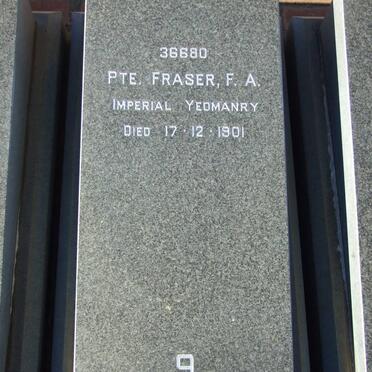 36680
PTE. FRASER, F. A.
IMPERIAL YEOMANRY
DIED 17·12·1901
9